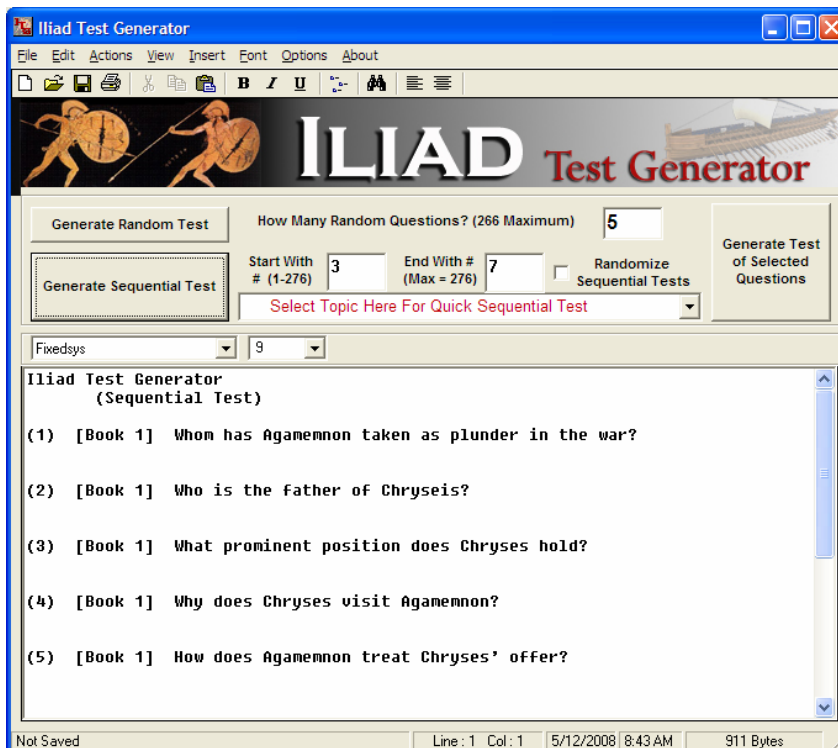 Iliad Test Generator
File Edit Actions View Insert Font Options About
B I U
ILIAD Test Generator
Generate Random Test
How Many Random Questions? (266 Maximum)
5
Generate Sequential Test
Start With
# (1-276)
3
End With #
(Max = 276)
7
Randomize
Sequential Tests
Select Topic Here For Quick Sequential Test
Generate Test
of Selected
Questions
Fixedsys
9
Iliad Test Generator
(Sequential Test)
(1) [Book 1] Whom has Agamemnon taken as plunder in the war?
(2) [Book 1] Who is the father of Chryseis?
(3) [Book 1] What prominent position does Chryses hold?
(4) [Book 1] Why does Chryses visit Agamemnon?
(5) [Book 1] How does Agamemnon treat Chryses’ offer?
Not Saved
Line : 1 Col : 1
5/12/2008
8:43 AM
911 Bytes